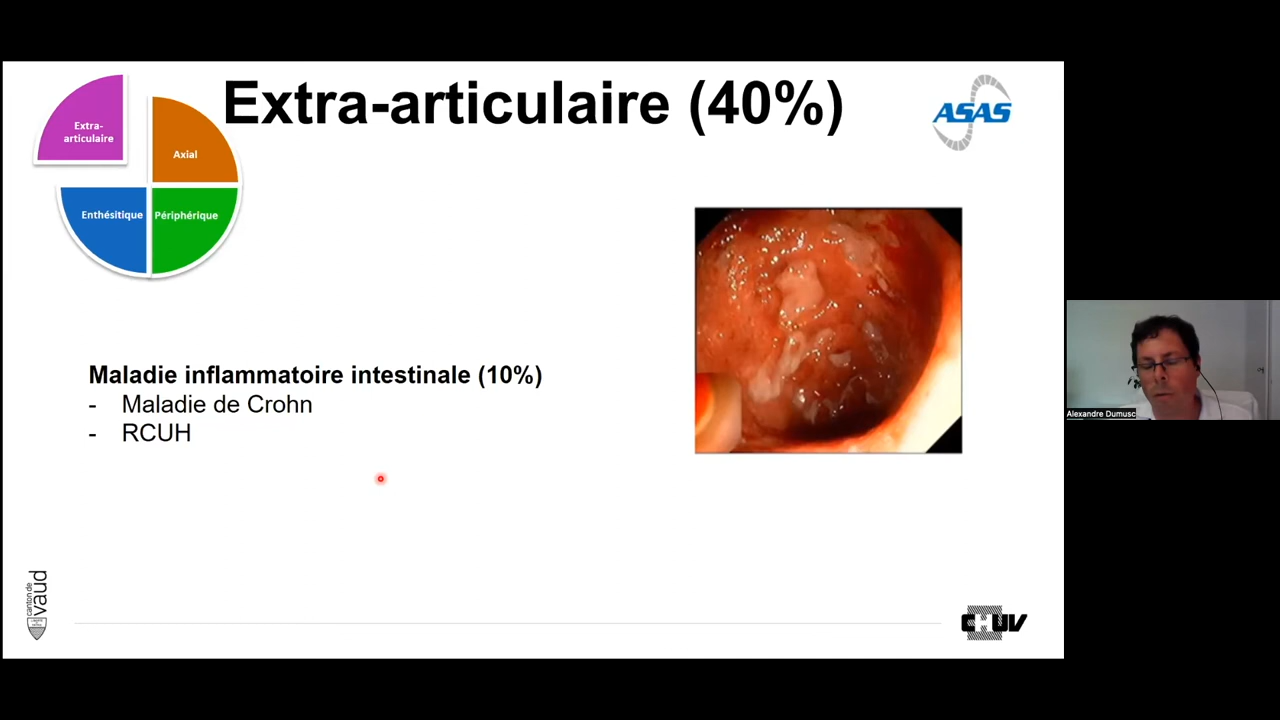 Extra-articulaire (40%)
Extra-
articulaire
Axial
Enthésitique
Périphérique
ASAS
Maladie inflammatoire intestinale (10%)
- Maladie de Crohn
- RCUH
Alexandre Dumusc
canton de
vaud
CHUV